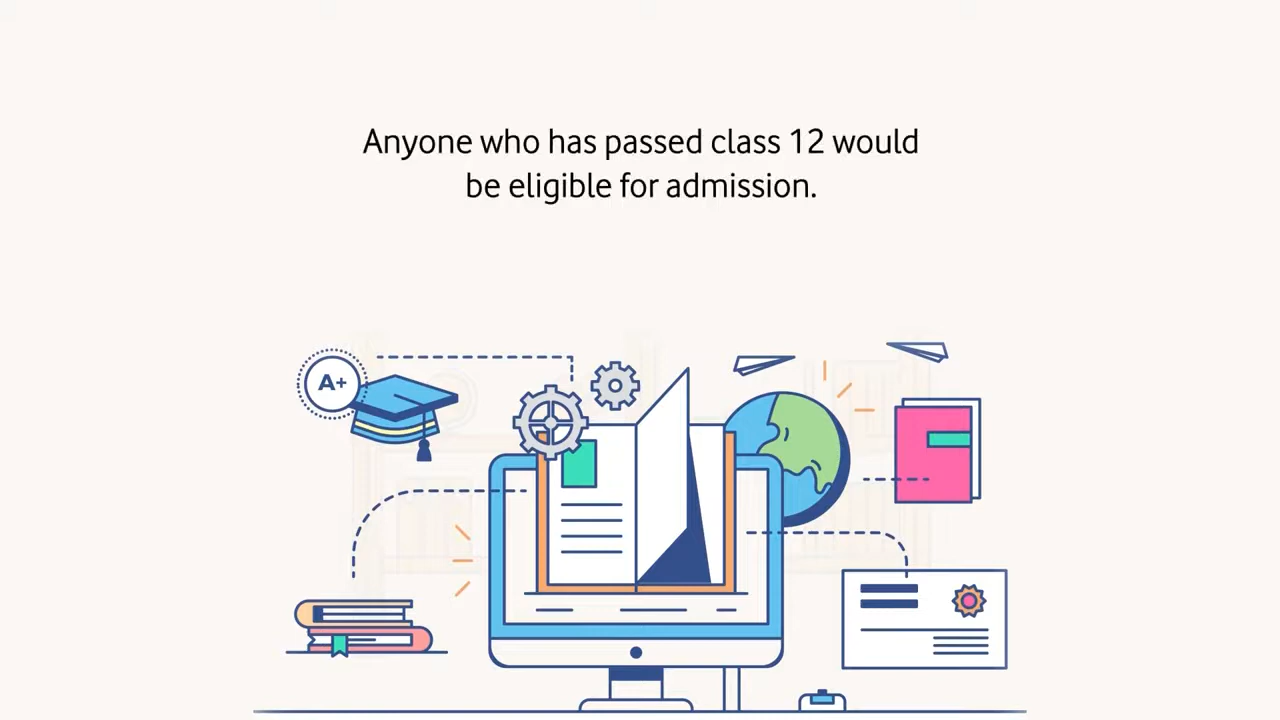 Anyone who has passed class 12 would
be eligible for admission.
A+